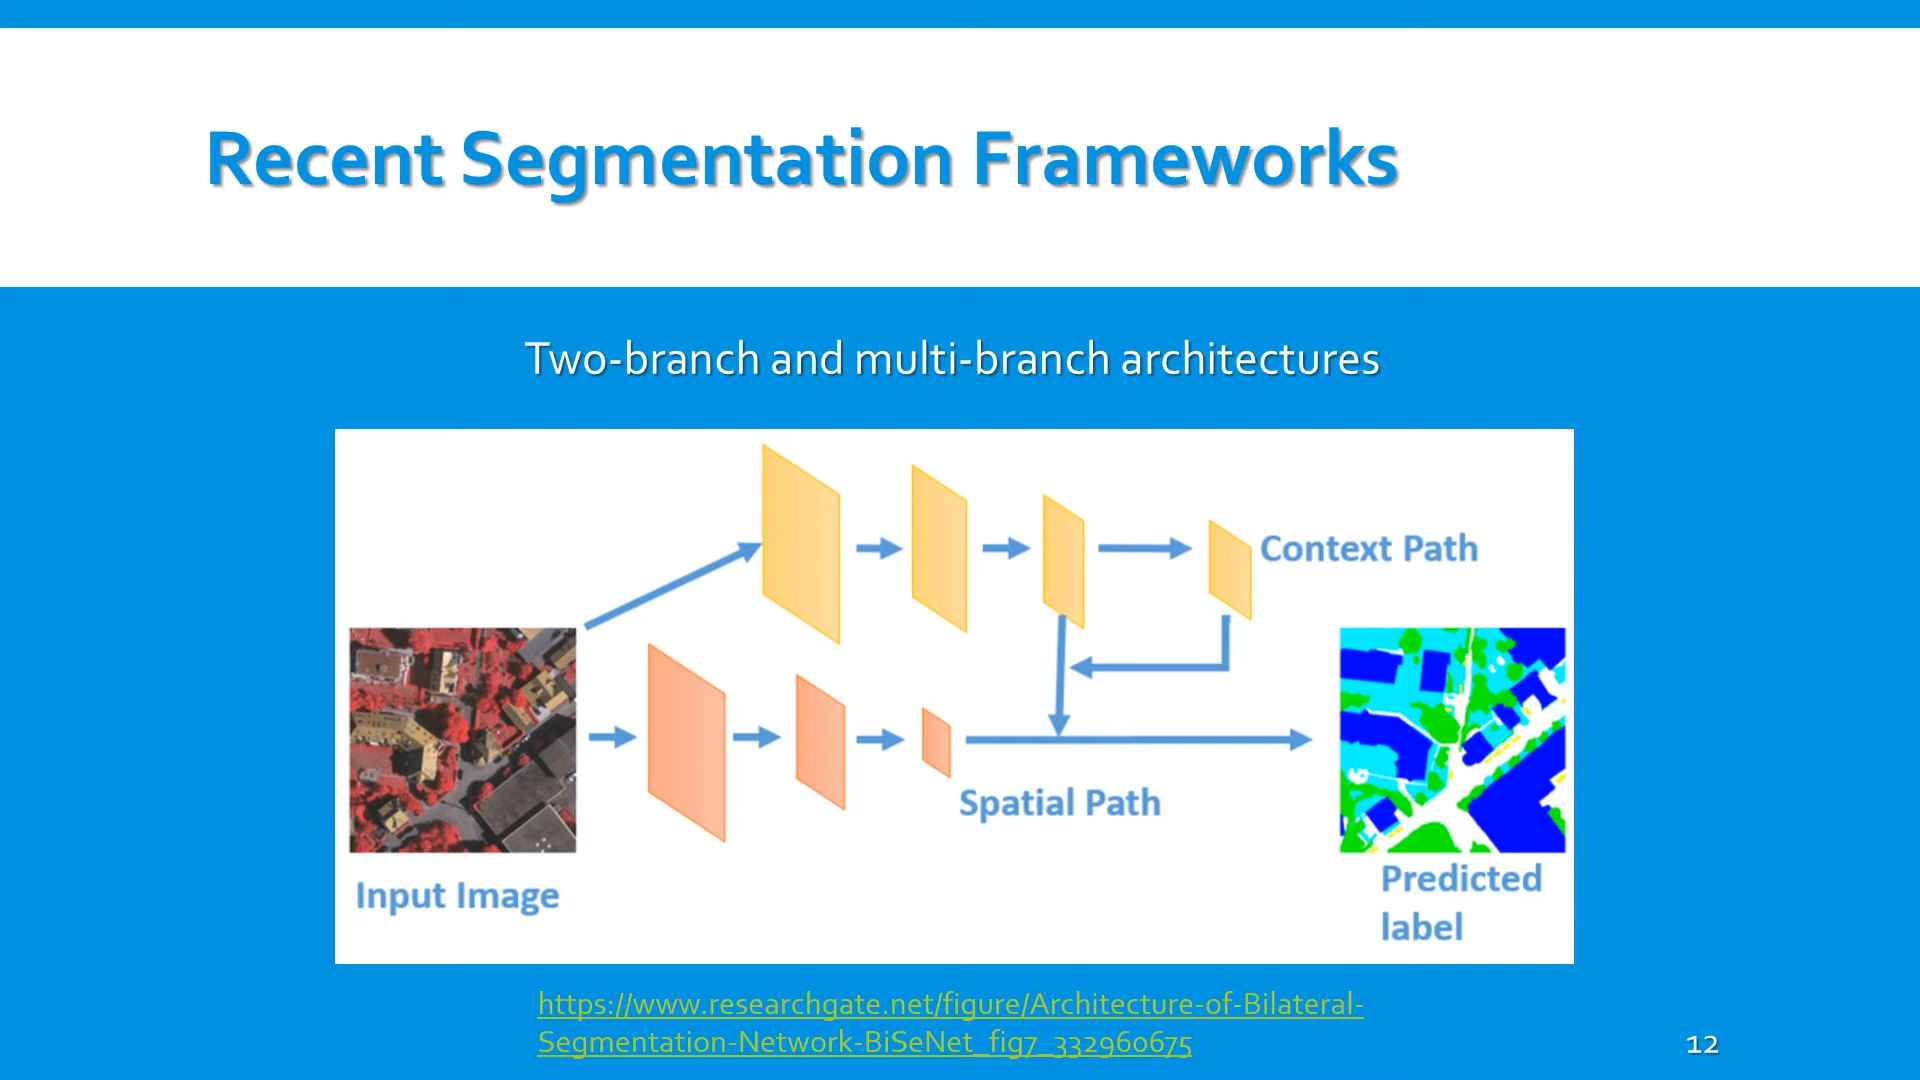 Recent Segmentation Frameworks
Two-branch and multi-branch architectures
Context Path
Spatial Path
Input Image
Predicted
label
https://www.researchgate.net/figure/Architecture-of-Bilateral-
Segmentation-Network-BiSeNet_fig7_332960675
12